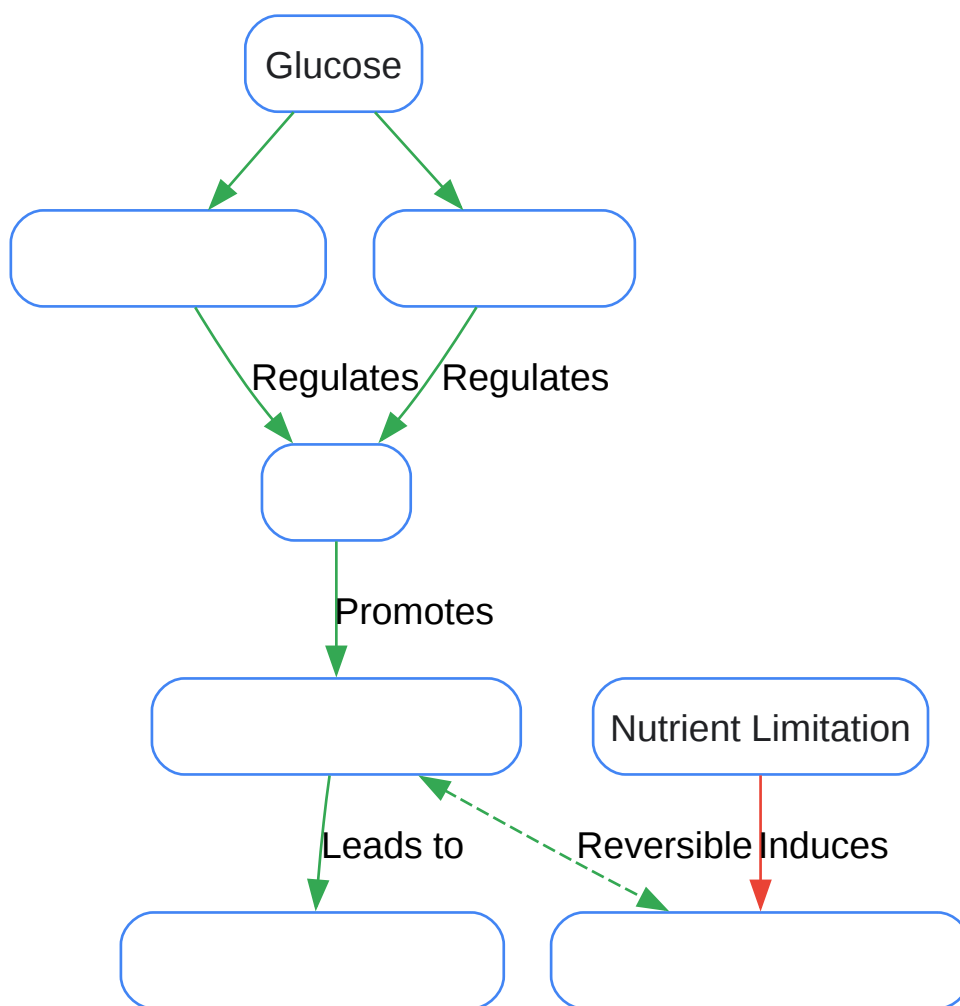 Glucose
Regulates
Regulates
Promotes
Nutrient Limitation
Leads to
Reversible
Induces